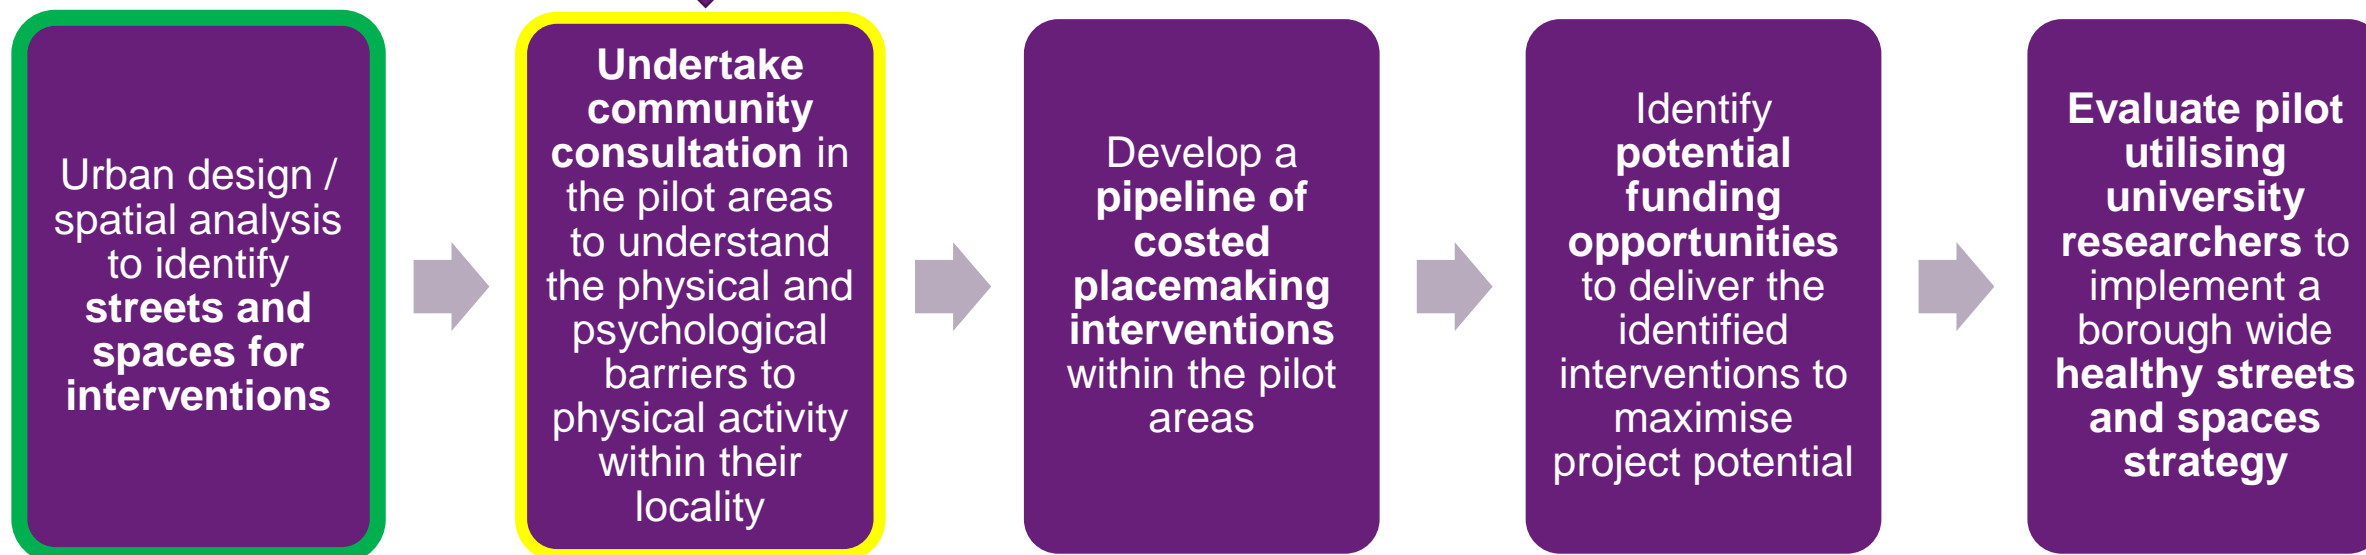 Urban design /
spatial analysis
to identify
streets and
spaces for
interventions
Undertake
community
consultation in
the pilot areas
to understand
the physical and
psychological
barriers to
physical activity
within their
locality
Develop a
pipeline of
costed
placemaking
interventions
within the pilot
areas
Identify
potential
funding
opportunities
to deliver the
identified
interventions to
maximise
project potential
Evaluate pilot
utilising
university
researchers to
implement a
borough wide
healthy streets
and spaces
strategy